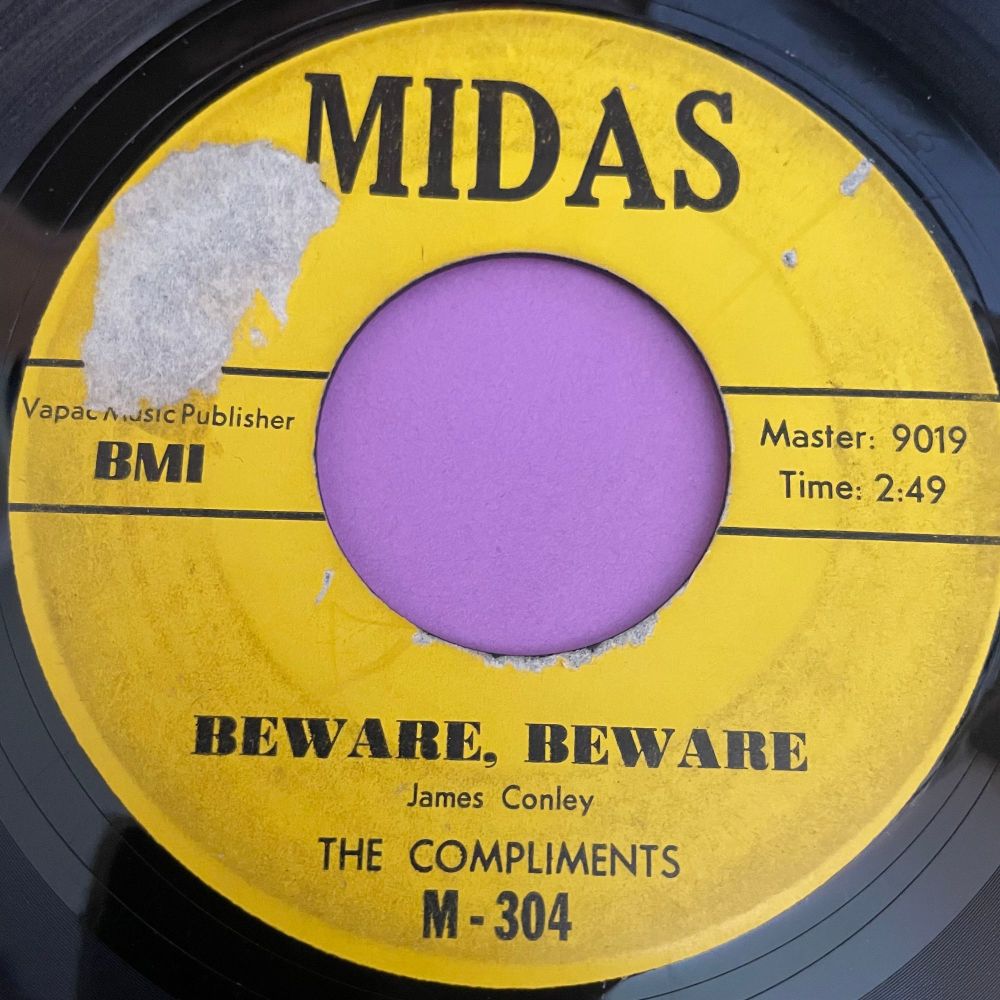 MIDAS
Vapac Music Publisher
BMI
Master: 9019
Time: 2:49
BEWARE, BEWARE
James Conley
THE COMPLIMENTS
M - 304